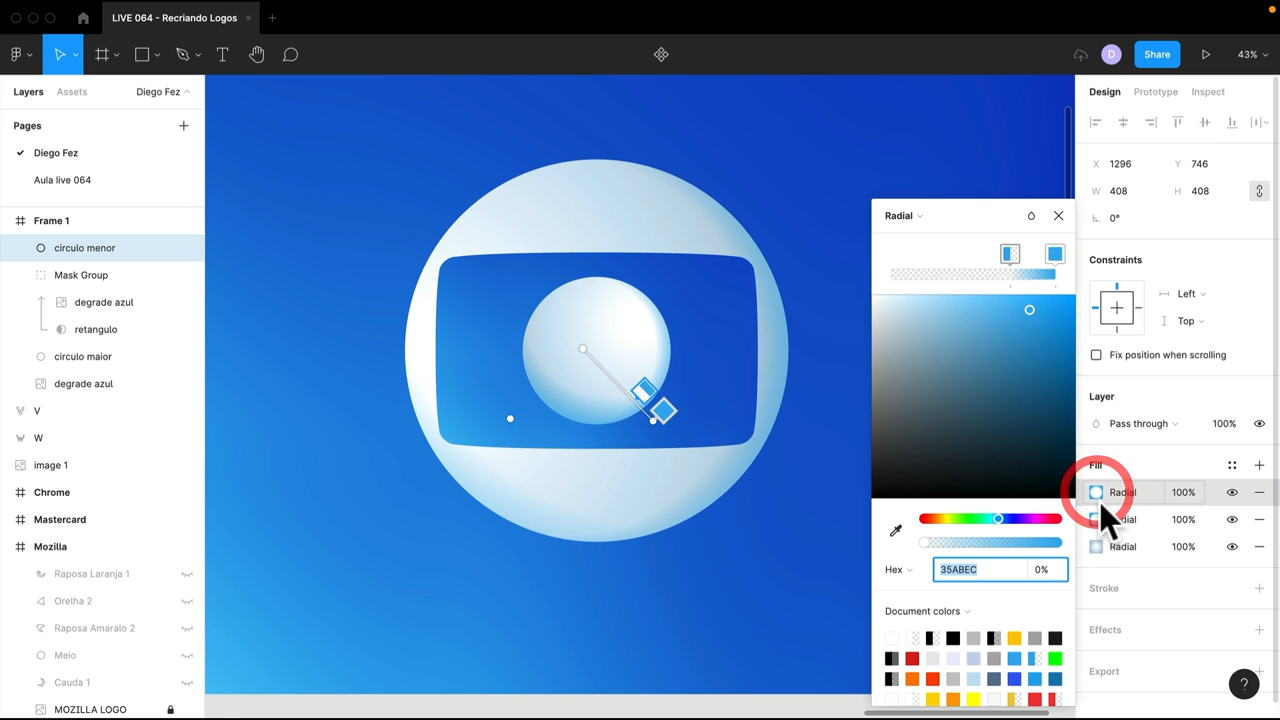 LIVE 064 - Recriando Logos
Share
43%
Layers
Assets
Diego Fez
Pages
Diego Fez
Aula live 064
Frame 1
circulo menor
Mask Group
degrade azul
retangulo
circulo maior
degrade azul
V
W
image 1
Chrome
Mastercard
Mozilla
Raposa Laranja 1
Orelha 2
Raposa Amaralo 2
Meio
Cauda 1
MOZILLA LOGO
Radial
Hex
35ABEC
0%
Document colors
D
Design
Prototype
Inspect
X 1296
Y 746
W 408
H 408
0°
Constraints
Left
Top
Fix position when scrolling
Layer
Pass through
100%
Fill
Radial
100%
dial
100%
Radial
100%
Stroke
Effects
Export
?